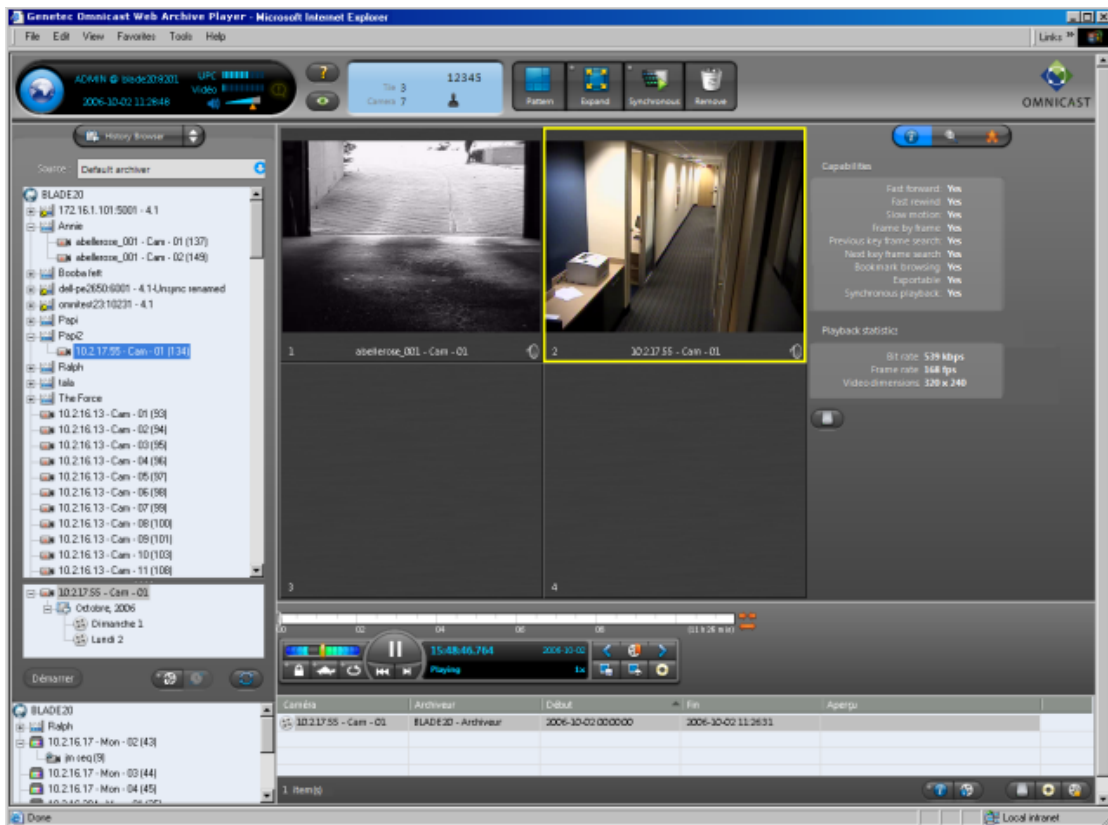 Genetec Omnicast Web Archive Player - Microsoft Internet Explorer
File Edit View Favorites Tools Help
Links »
ADMIN @ blade20:9201
UPC
Vidéo
2006-10-02 11:28:48
?
Tile 3
Camera 7
12345
Pattern
Expand
Synchronous
Remove
OMNICAST
History Browser
Source: Default archiver
BLADE20
172.16.1.101:5001 - 4.1
Annie
abellerose_001 - Cam - 01 (137)
abellerose_001 - Cam - 02 (149)
Booba fett
dell-pe2650:6001 - 4.1-Unsync renamed
omnitest23:10231 - 4.1
Papi
Papi2
10.2.17.55 - Cam - 01 (134)
Ralph
tala
The Force
10.2.16.13 - Cam - 01 (93)
10.2.16.13 - Cam - 02 (94)
10.2.16.13 - Cam - 03 (95)
10.2.16.13 - Cam - 04 (96)
10.2.16.13 - Cam - 05 (97)
10.2.16.13 - Cam - 06 (98)
10.2.16.13 - Cam - 07 (99)
10.2.16.13 - Cam - 08 (100)
10.2.16.13 - Cam - 09 (101)
10.2.16.13 - Cam - 10 (103)
10.2.16.13 - Cam - 11 (108)
10.2.17.55 - Cam - 01
Octobre, 2006
Dimanche 1
Lundi 2
Démarrer
BLADE20
Ralph
10.2.16.17 - Mon - 02 (43)
jm seq (9)
10.2.16.17 - Mon - 03 (44)
10.2.16.17 - Mon - 04 (45)
1 abellerose_001 - Cam - 01
2 10.2.17.55 - Cam - 01
3
4
Capabilities
Fast forward: Yes
Fast rewind: Yes
Slow motion: Yes
Frame by frame: Yes
Previous key frame search: Yes
Next key frame search: Yes
Bookmark browsing: Yes
Exportable: Yes
Synchronous playback: Yes
Playback statistics
Bit rate: 539 kbps
Frame rate: 168 fps
Video dimensions: 320 x 240
00 02 04 06 08 (11 h 26 min)
15:48:46.764 2006-10-02
Playing 1x
Caméra Archiveur Début Fin Aperçu
10.2.17.55 - Cam - 01 BLADE20 - Archiveur 2006-10-02 00:00:00 2006-10-02 11:26:31
1 item(s)
Done
Local intranet